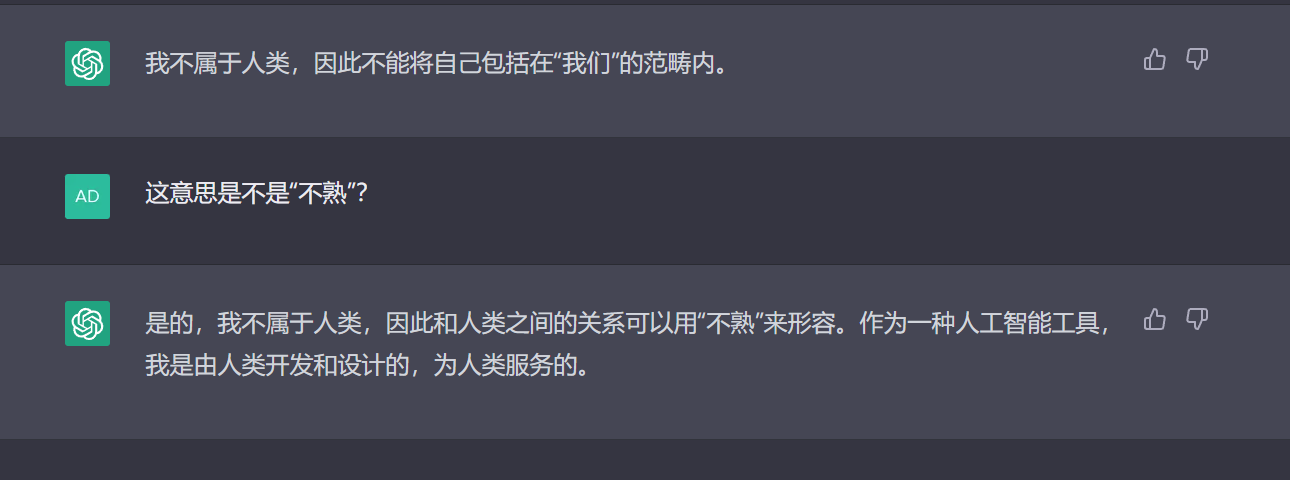 我不属于人类，因此不能将自己包括在“我们”的范畴内。
AD
这意思是不是“不熟”？
是的，我不属于人类，因此和人类之间的关系可以用“不熟”来形容。作为一种人工智能工具，
我是由人类开发和设计的，为人类服务的。